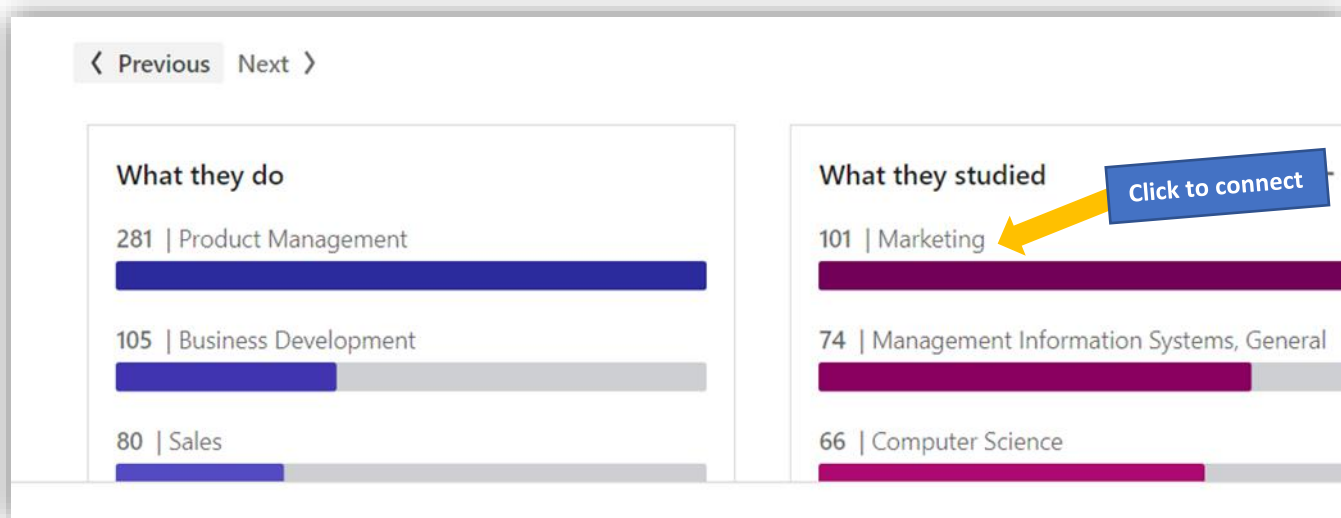 Previous Next
What they do
281 | Product Management
105 | Business Development
80 | Sales
What they studied
Click to connect
101 | Marketing
74 | Management Information Systems, General
66 | Computer Science